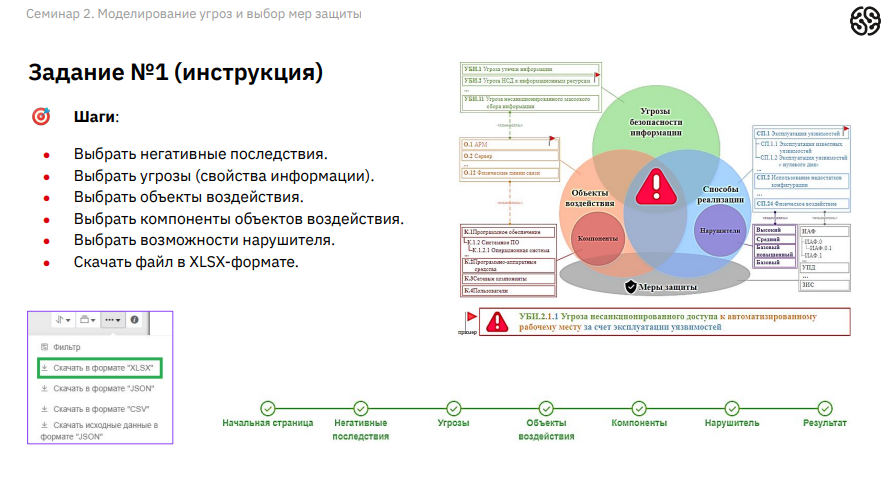 Семинар 2. Моделирование угроз и выбор мер защиты
Задание №1 (инструкция)
Шаги:
Выбрать негативные последствия.
Выбрать угрозы (свойства информации).
Выбрать объекты воздействия.
Выбрать компоненты объектов воздействия.
Выбрать возможности нарушителя.
Скачать файл в XLSX-формате.
Фильтр
Скачать в формате "XLSX"
Скачать в формате "JSON"
Скачать в формате "CSV"
Скачать исходные данные в
формате "JSON"
УБИ.1 Угроза утечки информации
УБИ.2 Угроза НСД к информационным ресурсам
...
УБИ.11 Угроза несанкционированного массового
сбора информации
О.1 АРМ
О.2 Сервер
...
О.12 Физические линии связи
К.1Программное обеспечение
К.1.2 Системное ПО
К.1.2.1 Операционная система
...
К.2Программно-аппаратные
средства
К.3Сетевые компоненты
К.4Пользователи
Угрозы
безопасности
информации
Объекты
воздействия
Компоненты
Способы
реализации
Нарушители
Меры защиты
СП.1 Эксплуатация уязвимостей
СП.1.1 Эксплуатация известных
уязвимостей
СП.1.2 Эксплуатация уязвимостей
« нулевого дня»
...
СП.2 Использование недостатков
конфигурации
...
СП.24 Физическое воздействие
Высокий
Средний
Базовый
повышенный
Базовый
ИАФ
ИАФ.0
ИАФ.0.1
ИАФ.1
...
УПД
...
ЗИС
пример
УБИ.2.1.1 Угроза несанкционированного доступа к автоматизированному
рабочему месту за счет эксплуатации уязвимостей
Начальная страница
Негативные
последствия
Угрозы
Объекты
воздействия
Компоненты
Нарушитель
Результат